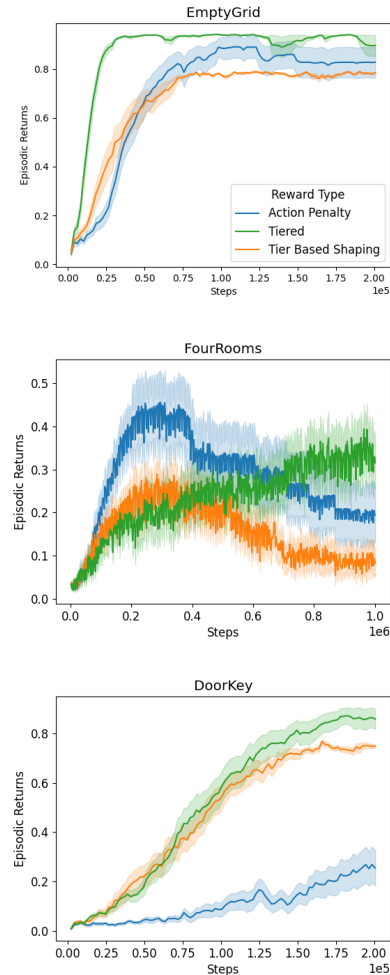 EmptyGrid
Episodic Returns
0.8
0.6
0.4
0.2
0.0
Reward Type
Action Penalty
Tiered
Tier Based Shaping
0.00 0.25 0.50 0.75 1.00 1.25 1.50 1.75 2.00
Steps
1e5
FourRooms
Episodic Returns
0.5
0.4
0.3
0.2
0.1
0.0
0.0 0.2 0.4 0.6 0.8 1.0
Steps
1e6
DoorKey
Episodic Returns
0.8
0.6
0.4
0.2
0.0
0.00 0.25 0.50 0.75 1.00 1.25 1.50 1.75 2.00
Steps
1e5